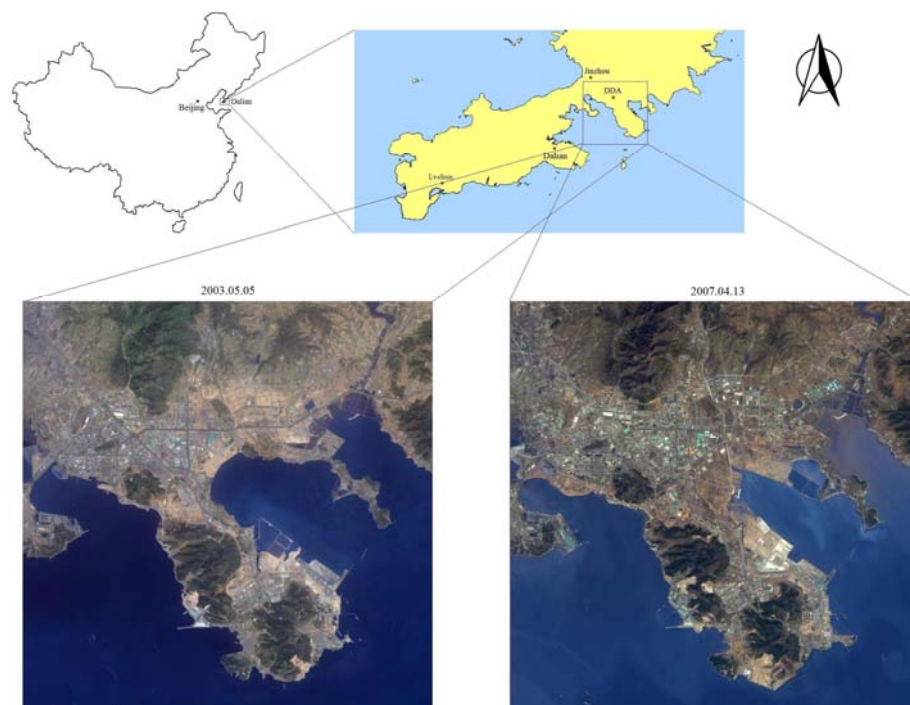 Beijing
Dalian
Jinzhou
DDA
Dalian
Lvshun
2003.05.05
2007.04.13